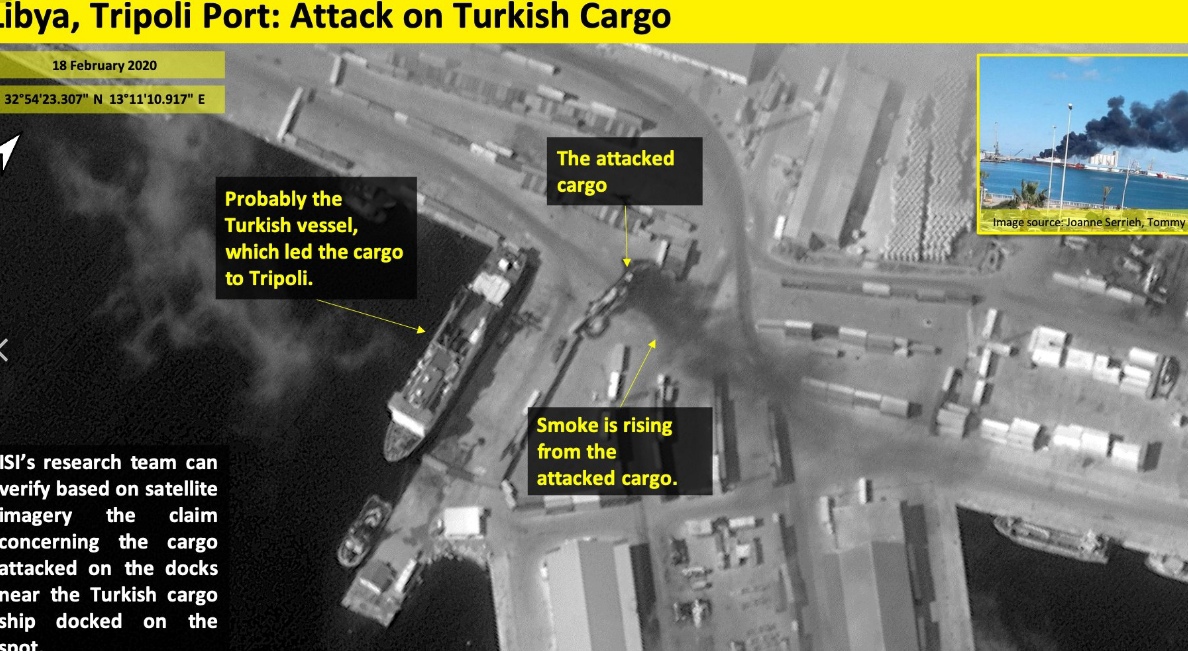 Libya, Tripoli Port: Attack on Turkish Cargo
18 February 2020
32°54'23.307" N 13°11'10.917" E
The attacked
cargo
Probably the
Turkish vessel,
which led the cargo
to Tripoli.
Image source: Joanne Serrieh, Tommy
Smoke is rising
from the
attacked cargo.
ISI’s research team can
verify based on satellite
imagery the claim
concerning the cargo
attacked on the docks
near the Turkish cargo
ship docked on the
spot